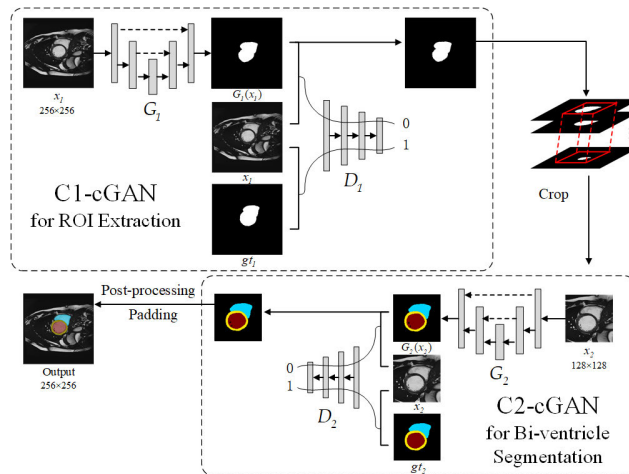 x1
256×256
G1
G1(x1)
x1
gt1
0
1
D1
C1-cGAN
for ROI Extraction
Crop
Post-processing
Padding
Output
256×256
0
1
D2
G2(x2)
x2
gt2
G2
x2
128×128
C2-cGAN
for Bi-ventricle
Segmentation